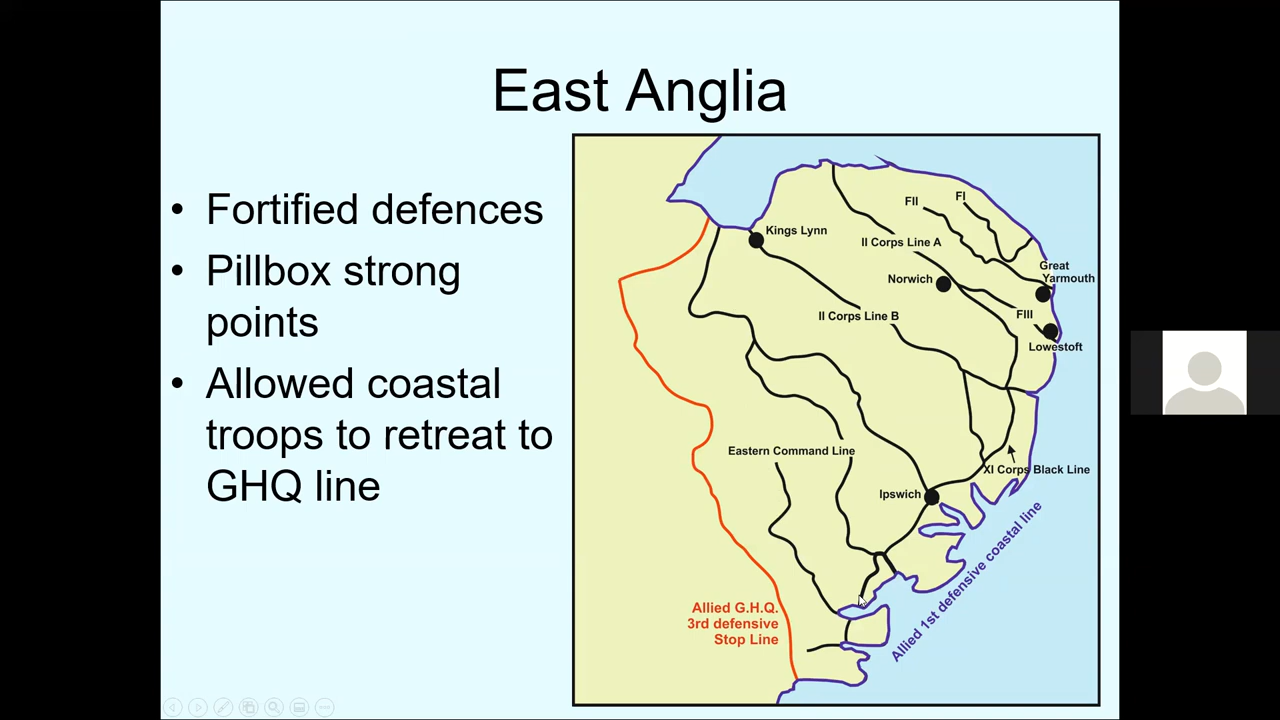 East Anglia
• Fortified defences
• Pillbox strong
points
• Allowed coastal
troops to retreat to
GHQ line
FI
FII
Kings Lynn
II Corps Line A
Great
Yarmouth
Norwich
FIII
II Corps Line B
Lowestoft
Eastern Command Line
XI Corps Black Line
Ipswich
Allied 1st defensive coastal line
Allied G.H.Q.
3rd defensive
Stop Line